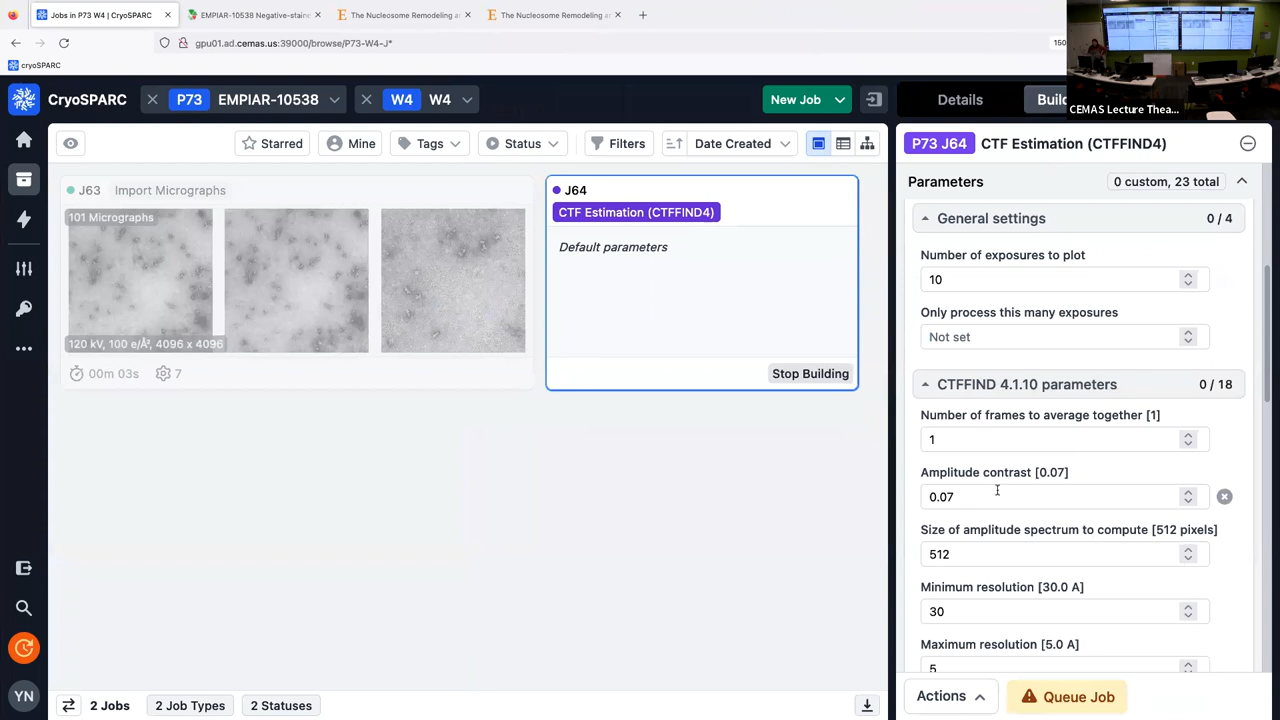 Jobs in P73 W4 | CryoSPARC
EMPIAR-10538 Negative-staine
The Nucleosome Remodeling a
The Nucleosome Remodeling a
gpu01.ad.cemas.us:39000/browse/P73-W4-J*
150
cryoSPARC
CEMAS Lecture Thea...
CryoSPARC
P73
EMPIAR-10538
W4
W4
New Job
Details
Build
Starred
Mine
Tags
Status
Filters
Date Created
P73 J64
CTF Estimation (CTFFIND4)
J63
Import Micrographs
101 Micrographs
120 kV, 100 e/Å², 4096 x 4096
00m 03s
7
J64
CTF Estimation (CTFFIND4)
Default parameters
Stop Building
Parameters
0 custom, 23 total
General settings
0 / 4
Number of exposures to plot
10
Only process this many exposures
Not set
CTFFIND 4.1.10 parameters
0 / 18
Number of frames to average together [1]
1
Amplitude contrast [0.07]
0.07
Size of amplitude spectrum to compute [512 pixels]
512
Minimum resolution [30.0 A]
30
Maximum resolution [5.0 A]
5
Actions
Queue Job
YN
2 Jobs
2 Job Types
2 Statuses